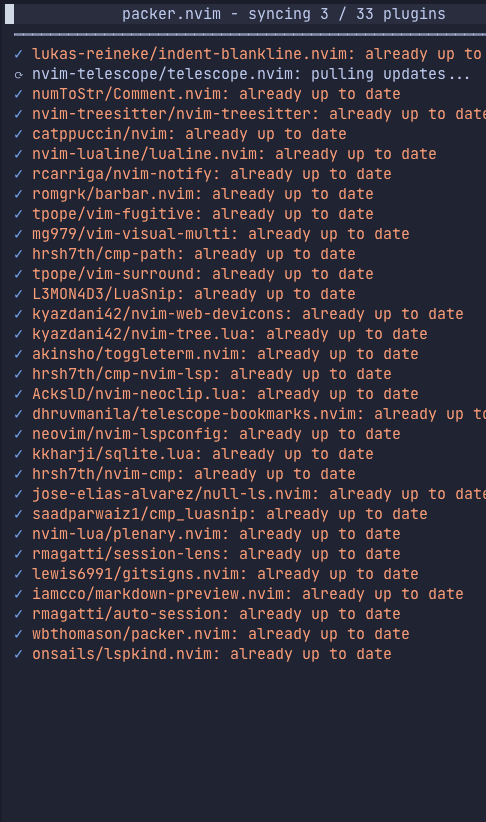 packer.nvim - syncing 3 / 33 plugins
✓ lukas-reineke/indent-blankline.nvim: already up to
⟳ nvim-telescope/telescope.nvim: pulling updates...
✓ numToStr/Comment.nvim: already up to date
✓ nvim-treesitter/nvim-treesitter: already up to date
✓ catppuccin/nvim: already up to date
✓ nvim-lualine/lualine.nvim: already up to date
✓ rcarriga/nvim-notify: already up to date
✓ romgrk/barbar.nvim: already up to date
✓ tpope/vim-fugitive: already up to date
✓ mg979/vim-visual-multi: already up to date
✓ hrsh7th/cmp-path: already up to date
✓ tpope/vim-surround: already up to date
✓ L3MON4D3/LuaSnip: already up to date
✓ kyazdani42/nvim-web-devicons: already up to date
✓ kyazdani42/nvim-tree.lua: already up to date
✓ akinsho/toggleterm.nvim: already up to date
✓ hrsh7th/cmp-nvim-lsp: already up to date
✓ AckslD/nvim-neoclip.lua: already up to date
✓ dhruvmanila/telescope-bookmarks.nvim: already up to
✓ neovim/nvim-lspconfig: already up to date
✓ kkharji/sqlite.lua: already up to date
✓ hrsh7th/nvim-cmp: already up to date
✓ jose-elias-alvarez/null-ls.nvim: already up to date
✓ saadparwaiz1/cmp_luasnip: already up to date
✓ nvim-lua/plenary.nvim: already up to date
✓ rmagatti/session-lens: already up to date
✓ lewis6991/gitsigns.nvim: already up to date
✓ iamcco/markdown-preview.nvim: already up to date
✓ rmagatti/auto-session: already up to date
✓ wbthomason/packer.nvim: already up to date
✓ onsails/lspkind.nvim: already up to date